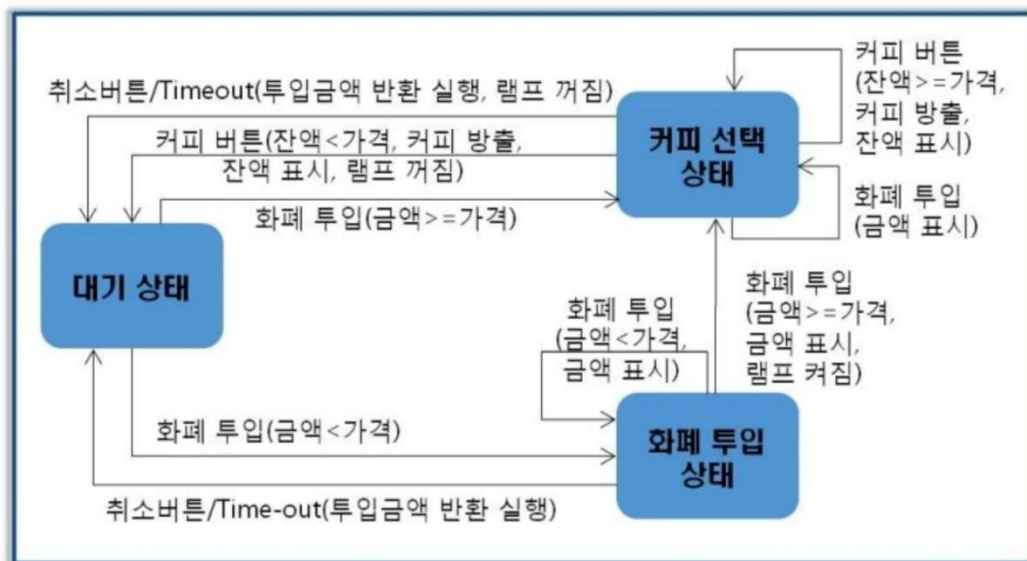 커피 버튼
(잔액>=가격,
커피 방출,
잔액 표시)
취소버튼/Timeout(투입금액 반환 실행, 램프 꺼짐)
커피 버튼(잔액<가격, 커피 방출,
잔액 표시, 램프 꺼짐)
커피 선택
상태
화폐 투입
(금액 표시)
화폐 투입(금액>=가격)
대기 상태
화폐 투입
(금액<가격,
금액 표시)
화폐 투입
(금액>=가격,
금액 표시,
램프 켜짐)
화폐 투입(금액<가격)
화폐 투입
상태
취소버튼/Time-out(투입금액 반환 실행)